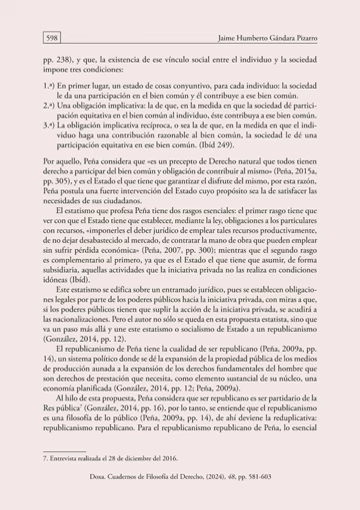 598
Jaime Humberto Gándara Pizarro
pp. 238), y que, la existencia de ese vínculo social entre el individuo y la sociedad
impone tres condiciones:
1.ª) En primer lugar, un estado de cosas conyuntivo, para cada individuo: la sociedad
le da una participación en el bien común y él contribuye a ese bien común.
2.ª) Una obligación implicativa: la de que, en la medida en que la sociedad dé partici-
pación equitativa en el bien común al individuo, éste contribuya a ese bien común.
3.ª) La obligación implicativa recíproca, o sea la de que, en la medida en que el indi-
viduo haga una contribución razonable al bien común, la sociedad le dé una
participación equitativa en ese bien común. (Ibíd 249).
Por aquello, Peña considera que «es un precepto de Derecho natural que todos tienen
derecho a participar del bien común y obligación de contribuir al mismo» (Peña, 2015a,
pp. 305), y es el Estado el que tiene que garantizar el disfrute del mismo, por esta razón,
Peña postula una fuerte intervención del Estado cuyo propósito sea la de satisfacer las
necesidades de sus ciudadanos.
El estatismo que profesa Peña tiene dos rasgos esenciales: el primer rasgo tiene que
ver con que el Estado tiene que establecer, mediante la ley, obligaciones a los particulares
con recursos, «imponerles el deber jurídico de emplear tales recursos productivamente,
de no dejar desabastecido al mercado, de contratar la mano de obra que pueden emplear
sin sufrir pérdida económica» (Peña, 2007, pp. 300); mientras que el segundo rasgo
es complementario al primero, ya que es el Estado el que tiene que asumir, de forma
subsidiaria, aquellas actividades que la iniciativa privada no las realiza en condiciones
idóneas (Ibíd).
Este estatismo se edifica sobre un entramado jurídico, pues se establecen obligacio-
nes legales por parte de los poderes públicos hacia la iniciativa privada, con miras a que,
si los poderes públicos tienen que suplir la acción de la iniciativa privada, se acudirá a
las nacionalizaciones. Pero el autor no sólo se queda en esta propuesta estatista, sino que
va un paso más allá y une este estatismo o socialismo de Estado a un republicanismo
(González, 2014, pp. 12).
El republicanismo de Peña tiene la cualidad de ser republicano (Peña, 2009a, pp.
14), un sistema político donde se dé la expansión de la propiedad pública de los medios
de producción aunada a la expansión de los derechos fundamentales del hombre que
son derechos de prestación que necesita, como elemento sustancial de su núcleo, una
economía planificada (González, 2014, pp. 12; Peña, 2009a).
Al hilo de esta propuesta, Peña considera que ser republicano es ser partidario de la
Res pública⁷ (González, 2014, pp. 16), por lo tanto, se entiende que el republicanismo
es una filosofía de lo público (Peña, 2009a, pp. 14), de ahí deviene la reduplicativa:
republicanismo republicano. Para el republicanismo republicano de Peña, lo esencial
7. Entrevista realizada el 28 de diciembre del 2016.
Doxa. Cuadernos de Filosofía del Derecho, (2024), 48, pp. 581-603